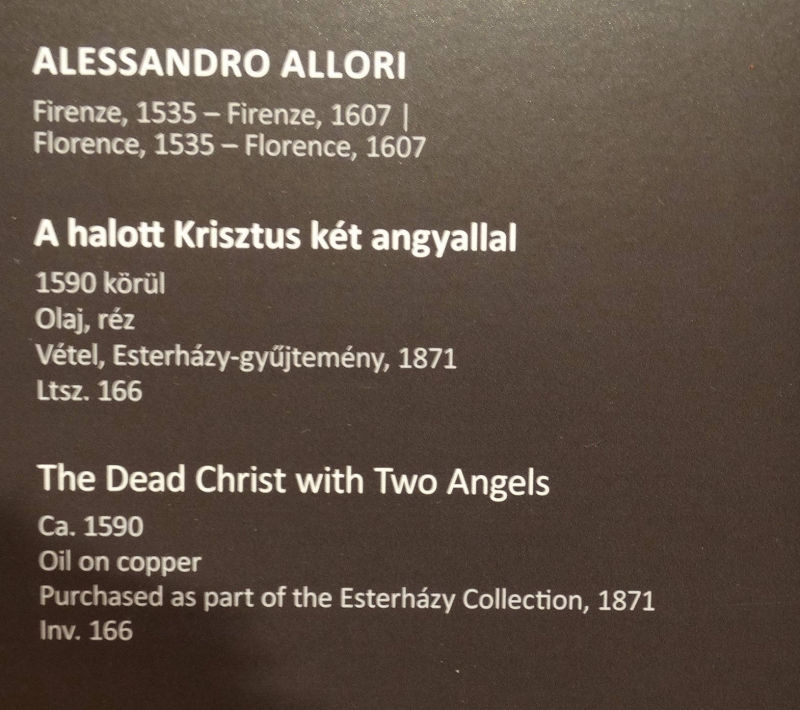 ALESSANDRO ALLORI
Firenze, 1535 – Firenze, 1607 |
Florence, 1535 – Florence, 1607
A halott Krisztus két angyallal
1590 körül
Olaj, réz
Vétel, Esterházy-gyűjtemény, 1871
Ltsz. 166
The Dead Christ with Two Angels
Ca. 1590
Oil on copper
Purchased as part of the Esterházy Collection, 1871
Inv. 166